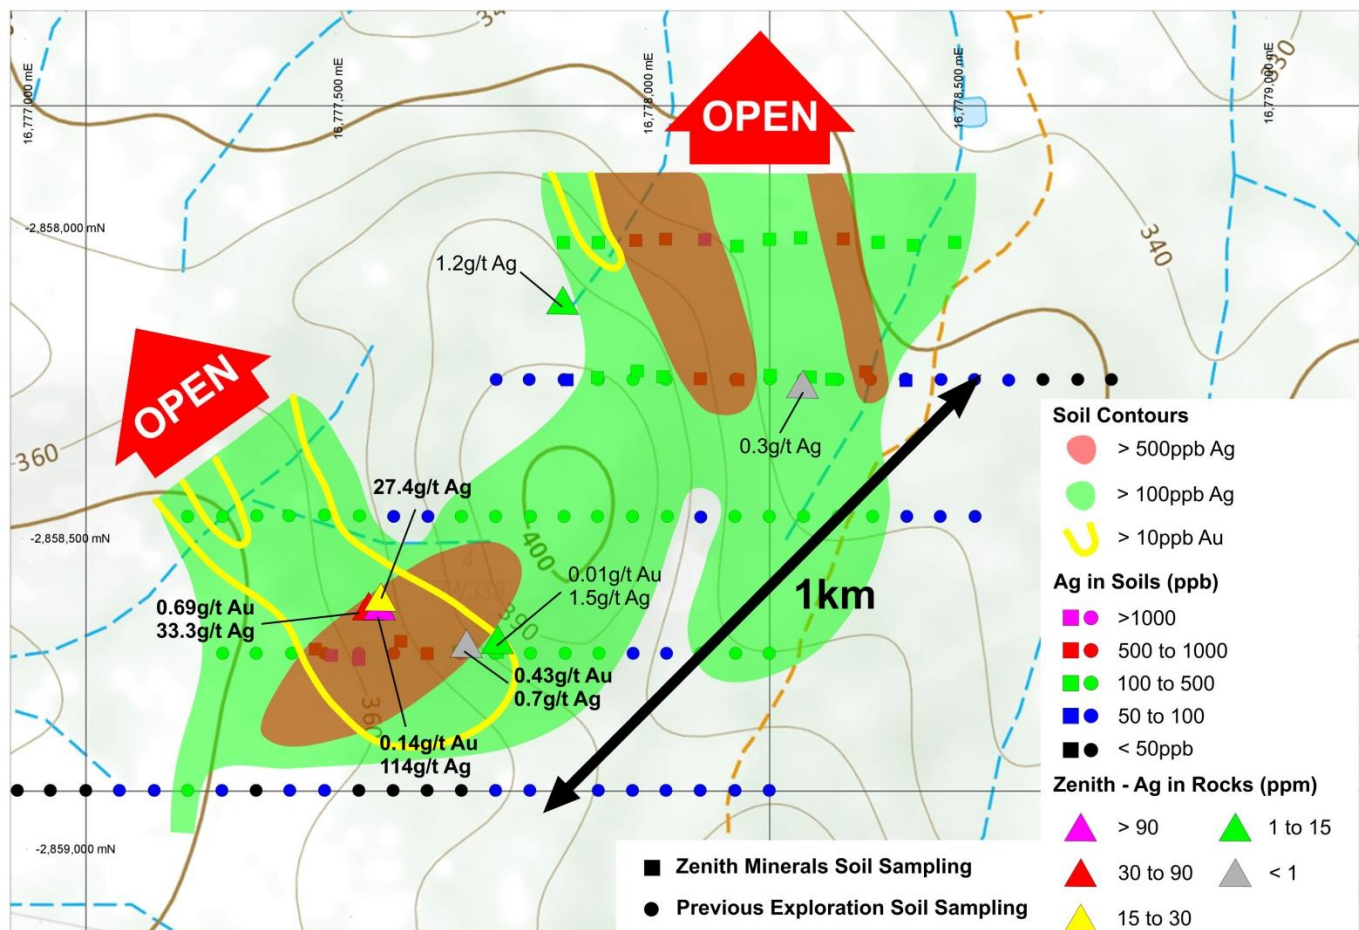 34
16,777,000 mE
16,777,500 mE
16,778,000 mE
16,778,500 mE
16,779,000 mE
330
OPEN
-2,858,000 mN
340
1.2g/t Ag
OPEN
0.3g/t Ag
360
27.4g/t Ag
400
-2,858,500 mN
1km
0.01g/t Au
1.5g/t Ag
0.69g/t Au
33.3g/t Ag
390
0.43g/t Au
0.7g/t Ag
360
0.14g/t Au
114g/t Ag
-2,859,000 mN
Soil Contours
> 500ppb Ag
> 100ppb Ag
> 10ppb Au
Ag in Soils (ppb)
>1000
500 to 1000
100 to 500
50 to 100
< 50ppb
Zenith - Ag in Rocks (ppm)
> 90
1 to 15
30 to 90
< 1
15 to 30
Zenith Minerals Soil Sampling
Previous Exploration Soil Sampling